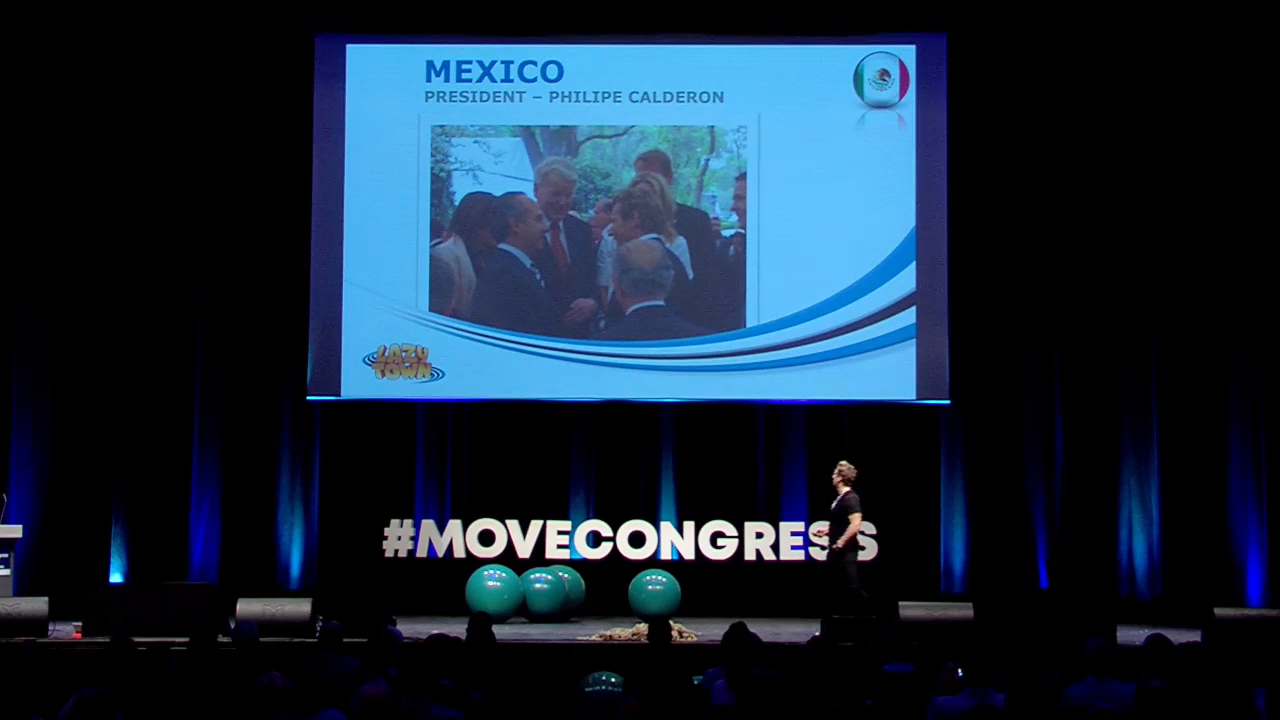 MEXICO
PRESIDENT – PHILIPE CALDERON
LAZY
TOWN
#MOVECONGRESS